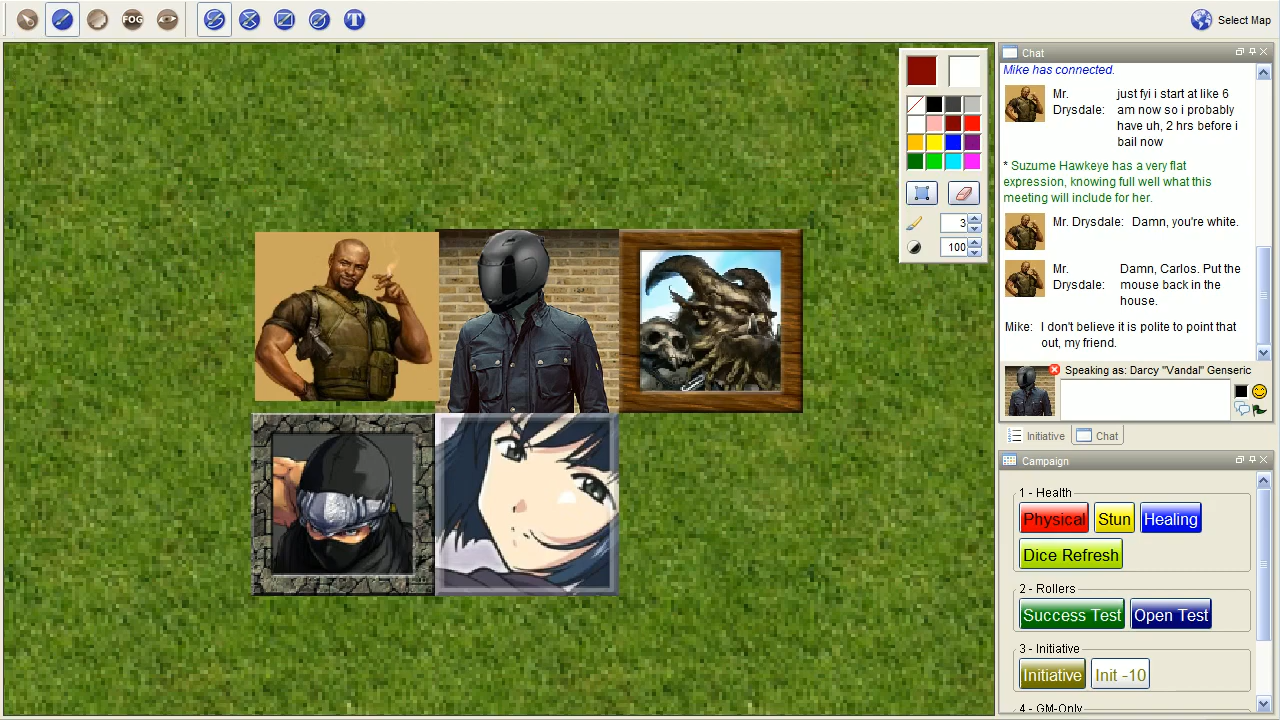 FOG
T
Select Map
Chat
Mike has connected.
Mr. Drysdale:
just fyi i start at like 6
am now so i probably
have uh, 2 hrs before i
bail now
* Suzume Hawkeye has a very flat
expression, knowing full well what this
meeting will include for her.
Mr. Drysdale: Damn, you're white
Mr. Drysdale:
Damn, Carlos. Put the
mouse back in the
house.
Mike: I don't believe it is polite to point that
out, my friend.
3
100
Speaking as: Darcy "Vandal" Genseric
Initiative
Chat
Campaign
1 - Health
Physical
Stun
Healing
Dice Refresh
2 - Rollers
Success Test
Open Test
3 - Initiative
Initiative
Init -10
4 - GM-Only